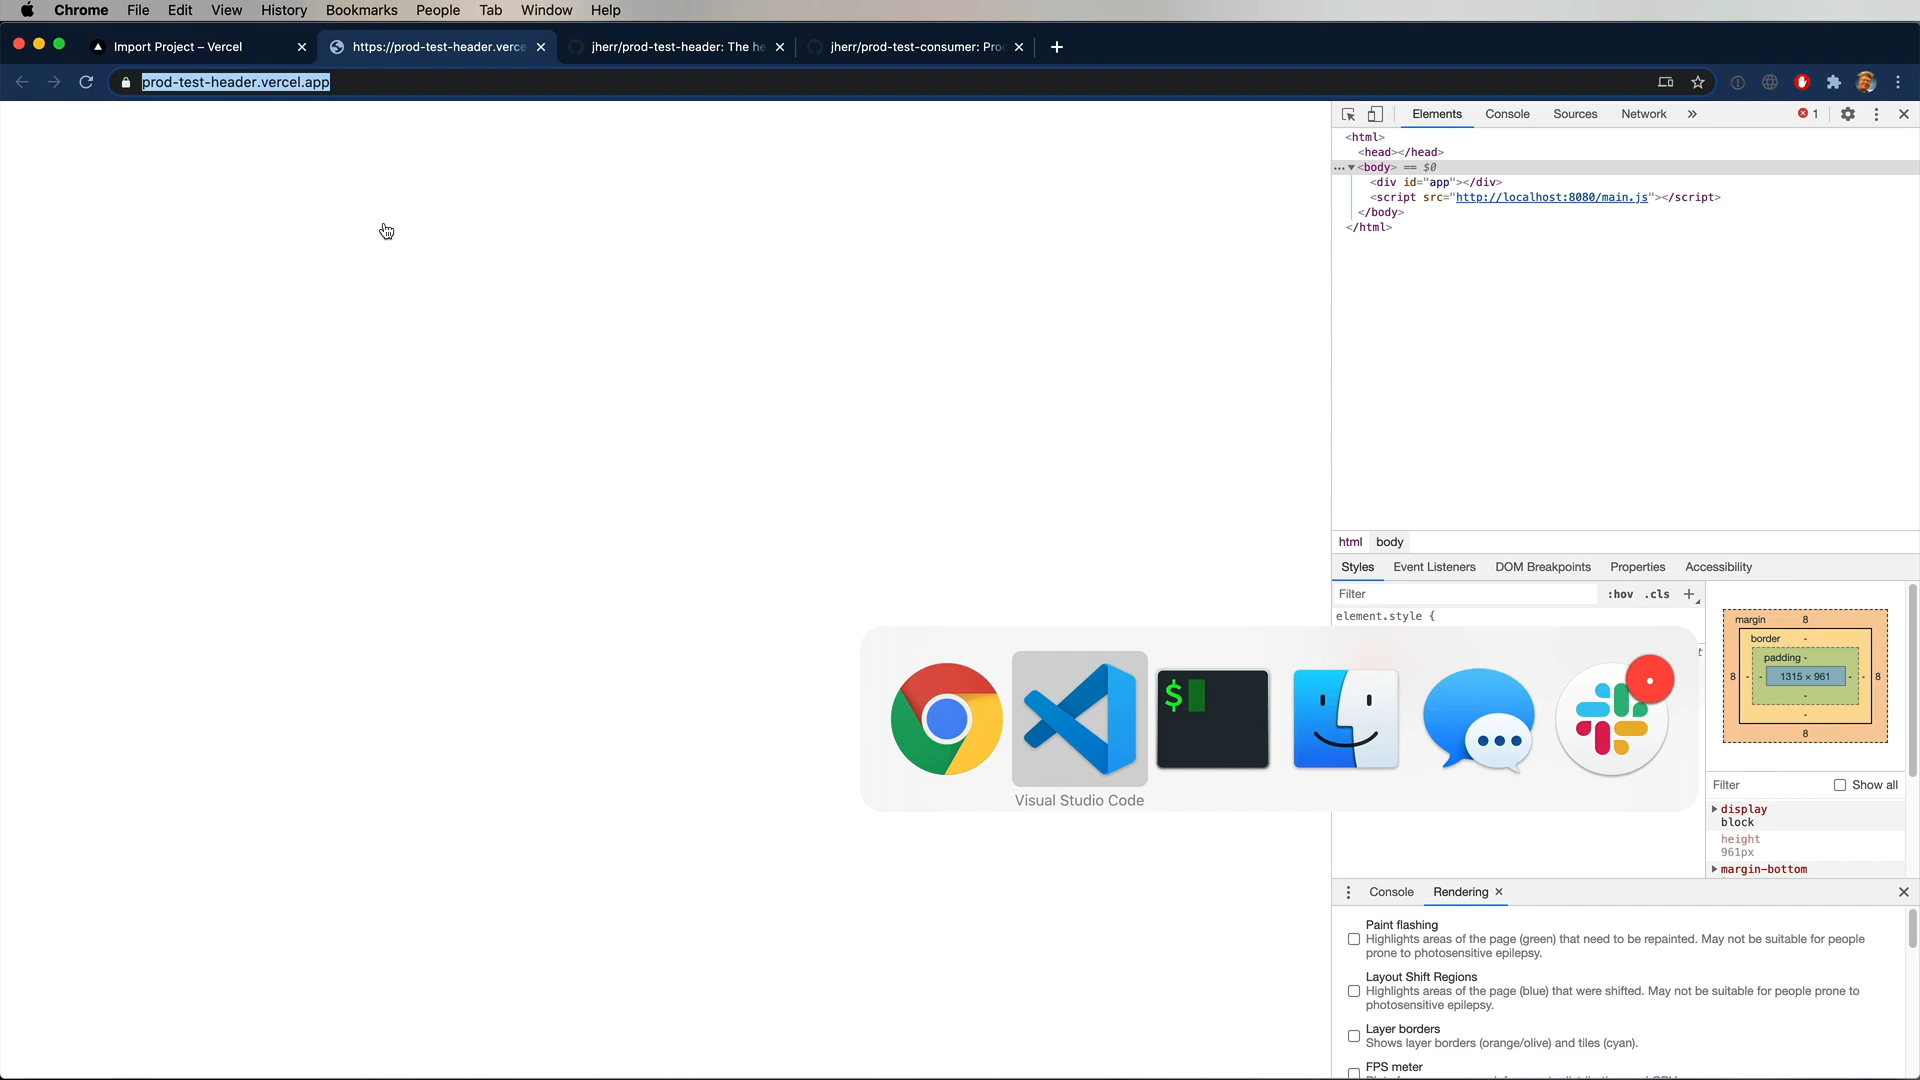 Chrome File Edit View History Bookmarks People Tab Window Help
Import Project – Vercel
https://prod-test-header.verce
jherr/prod-test-header: The he
jherr/prod-test-consumer: Pro
prod-test-header.vercel.app
Elements Console Sources Network » 1
<html>
<head></head>
<body> == $0
<div id="app"></div>
<script src="http://localhost:8080/main.js"></script>
</body>
</html>
html body
Styles Event Listeners DOM Breakpoints Properties Accessibility
Filter :hov .cls +
element.style {
margin 8
border -
padding -
8 - - 1315 × 961 - - 8
-
-
8
$
Visual Studio Code
Filter Show all
display
block
height
961px
margin-bottom
Console Rendering
Paint flashing
Highlights areas of the page (green) that need to be repainted. May not be suitable for people
prone to photosensitive epilepsy.
Layout Shift Regions
Highlights areas of the page (blue) that were shifted. May not be suitable for people prone to
photosensitive epilepsy.
Layer borders
Shows layer borders (orange/olive) and tiles (cyan).
FPS meter